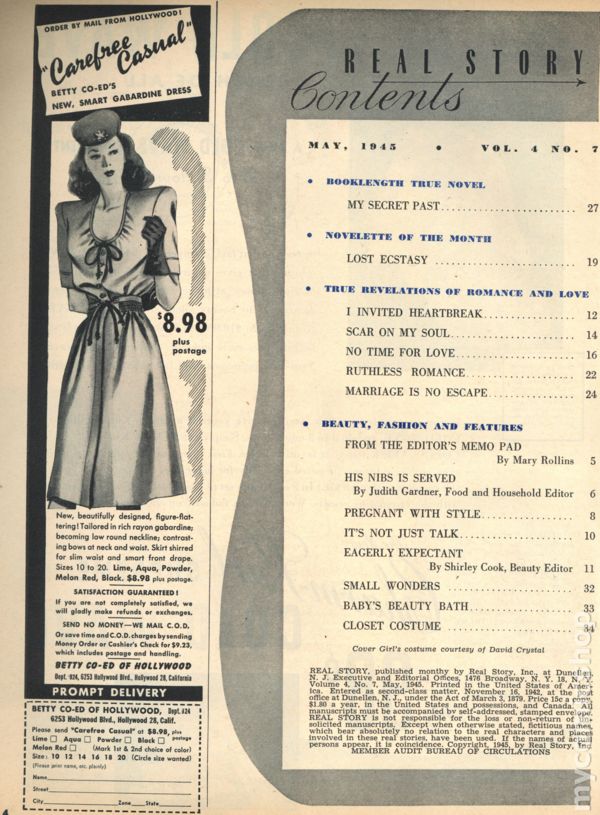 ORDER BY MAIL FROM HOLLYWOOD!
"Carefree
Casual"
BETTY CO-ED'S
NEW, SMART GABARDINE DRESS
$8.98
plus
postage
New, beautifully designed, figure-flat-
tering! Tailored in rich rayon gabardine;
becoming low round neckline; contrast-
ing bows at neck and waist. Skirt shirred
for slim waist and smart front drape.
Sizes 10 to 20. Lime, Aqua, Powder,
Melon Red, Black. $8.98 plus postage.
SATISFACTION GUARANTEED!
If you are not completely satisfied, we
will gladly make refunds or exchanges.
SEND NO MONEY—WE MAIL C.O.D.
Or save time and C.O.D. charges by sending
Money Order or Cashier's Check for $9.23,
which includes postage and handling.
BETTY CO-ED OF HOLLYWOOD
Dept. 924, 6253 Hollywood Blvd., Hollywood 28, California
PROMPT DELIVERY
BETTY CO-ED OF HOLLYWOOD, Dept. 924
6253 Hollywood Blvd., Hollywood 28, Calif.
Please send "Carefree Casual" at $8.98, plus postage
Lime □ Aqua □ Powder □ Black □
Melon Red □ (Mark 1st & 2nd choice of color)
Size: 10 12 14 16 18 20 (Circle size wanted)
(Please print name, etc. plainly)
Name
Street
City Zone State
4
REAL STORY
Contents
MAY, 1945 • VOL. 4 NO. 7
• BOOKLENGTH TRUE NOVEL
MY SECRET PAST 27
• NOVELETTE OF THE MONTH
LOST ECSTASY 19
• TRUE REVELATIONS OF ROMANCE AND LOVE
I INVITED HEARTBREAK 12
SCAR ON MY SOUL 14
NO TIME FOR LOVE 16
RUTHLESS ROMANCE 22
MARRIAGE IS NO ESCAPE 24
• BEAUTY, FASHION AND FEATURES
FROM THE EDITOR'S MEMO PAD
By Mary Rollins 5
HIS NIBS IS SERVED
By Judith Gardner, Food and Household Editor 6
PREGNANT WITH STYLE 8
IT'S NOT JUST TALK 10
EAGERLY EXPECTANT
By Shirley Cook, Beauty Editor 11
SMALL WONDERS 32
BABY'S BEAUTY BATH 33
CLOSET COSTUME 34
Cover Girl's costume courtesy of David Crystal
REAL STORY, published monthy by Real Story, Inc., at Dunellen,
N. J. Executive and Editorial Offices, 1476 Broadway, N. Y. 18, N. Y.
Volume 4, No. 7, May, 1945. Printed in the United States of Amer-
ica. Entered as second-class matter, November 16, 1942, at the post
office at Dunellen, N. J., under the Act of March 3, 1879. Price 15c a copy,
$1.80 a year, in the United States and possessions, and Canada. All
manuscripts must be accompanied by self-addressed, stamped envelope.
REAL STORY is not responsible for the loss or non-return of un-
solicited manuscripts. Except when otherwise stated, fictitious names,
which bear absolutely no relation to the real characters and places
involved in these real stories, have been used. If the names of actual
persons appear, it is coincidence. Copyright, 1945, by Real Story, Inc.
MEMBER AUDIT BUREAU OF CIRCULATIONS